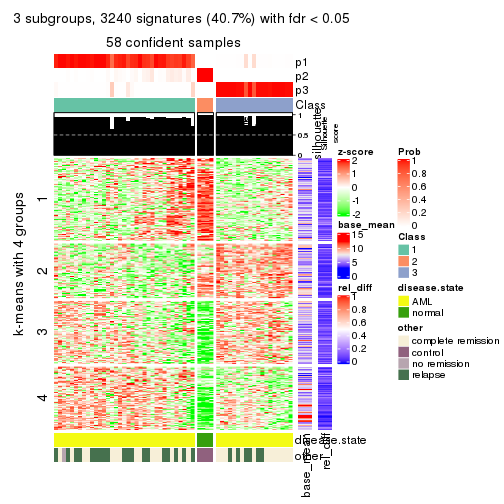 3 subgroups, 3240 signatures (40.7%) with fdr < 0.05
58 confident samples
p1
p2
p3
Class
1
0.5
0
silhouette
Silhouette
score
k-means with 4 groups
1
2
3
4
disease.state
other
base_mean
rel_diff
z-score
2
1
0
-1
-2
base_mean
15
10
5
0
rel_diff
1
0.8
0.6
0.4
0.2
0
Prob
1
0.8
0.6
0.4
0.2
0
Class
1
2
3
disease.state
AML
normal
other
complete remission
control
no remission
relapse